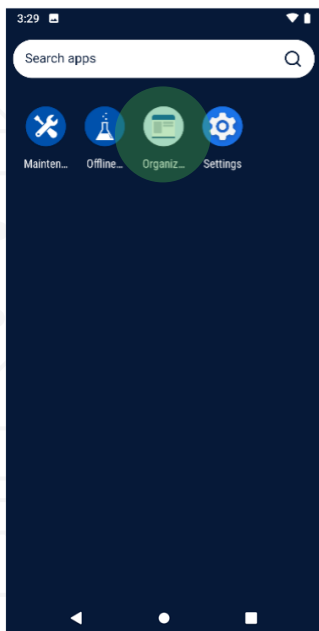 3:29
Search apps
Mainten...
Offline...
Organiz...
Settings